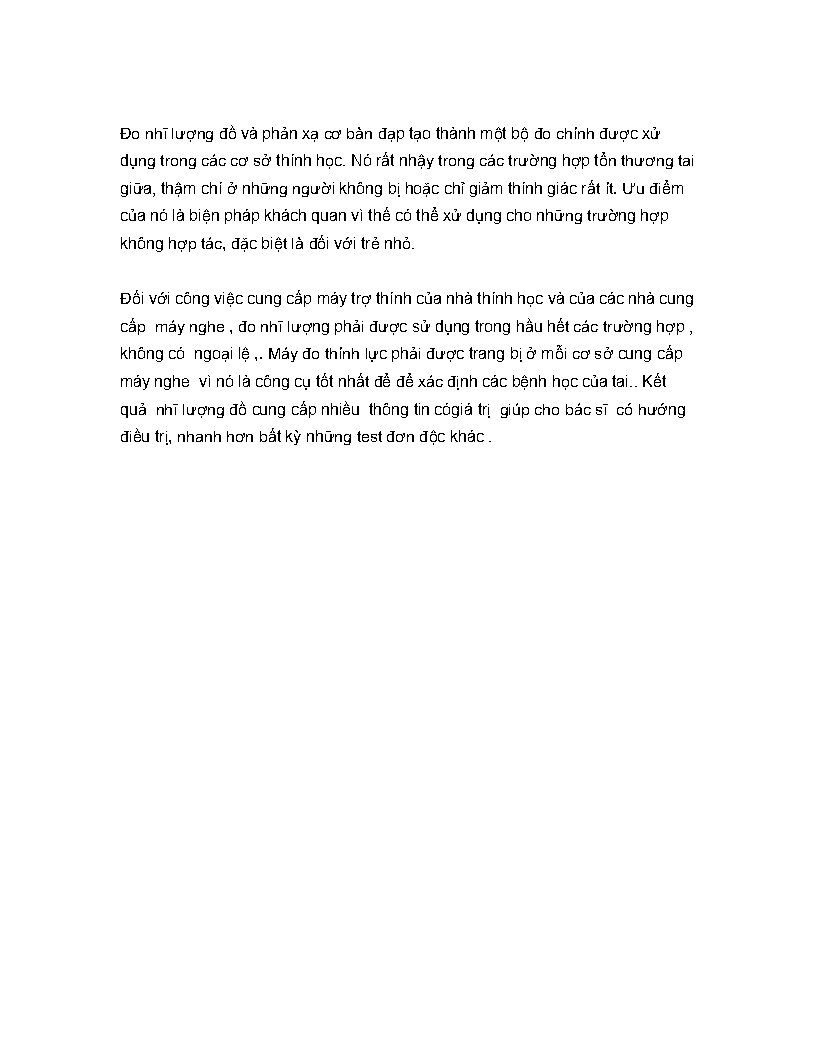 Đo nhĩ lượng đồ và phản xạ cơ bàn đạp tạo thành một bộ đo chính được xử
dụng trong các cơ sở thính học. Nó rất nhậy trong các trường hợp tổn thương tai
giữa, thậm chí ở những người không bị hoặc chỉ giảm thính giác rất ít. Ưu điểm
của nó là biện pháp khách quan vì thế có thể xử dụng cho những trường hợp
không hợp tác, đặc biệt là đối với trẻ nhỏ.
Đối với công việc cung cấp máy trợ thính của nhà thính học và của các nhà cung
cấp  máy nghe , đo nhĩ lượng phải được sử dụng trong hầu hết các trường hợp ,
không có  ngoại lệ ,. Máy đo thính lực phải được trang bị ở mỗi cơ sở cung cấp
máy nghe  vì nó là công cụ tốt nhất để để xác định các bệnh học của tai.. Kết
quả  nhĩ lượng đồ cung cấp nhiều  thông tin cógiá trị  giúp cho bác sĩ  có hướng
điều trị, nhanh hơn bất kỳ những test đơn độc khác .